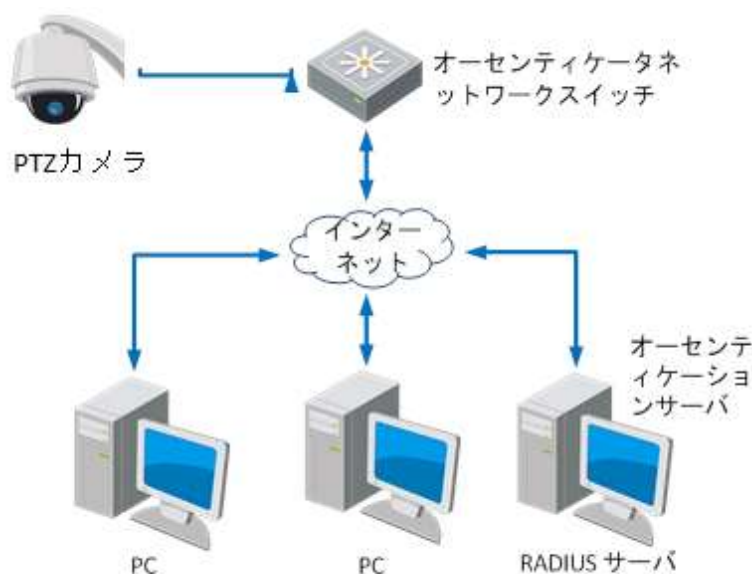 オーセンティケータネ
ットワークスイッチ
PTZカメラ
インター
ネット
オーセンテ
ィケーショ
ンサーバ
PC
PC
RADIUS サーバ